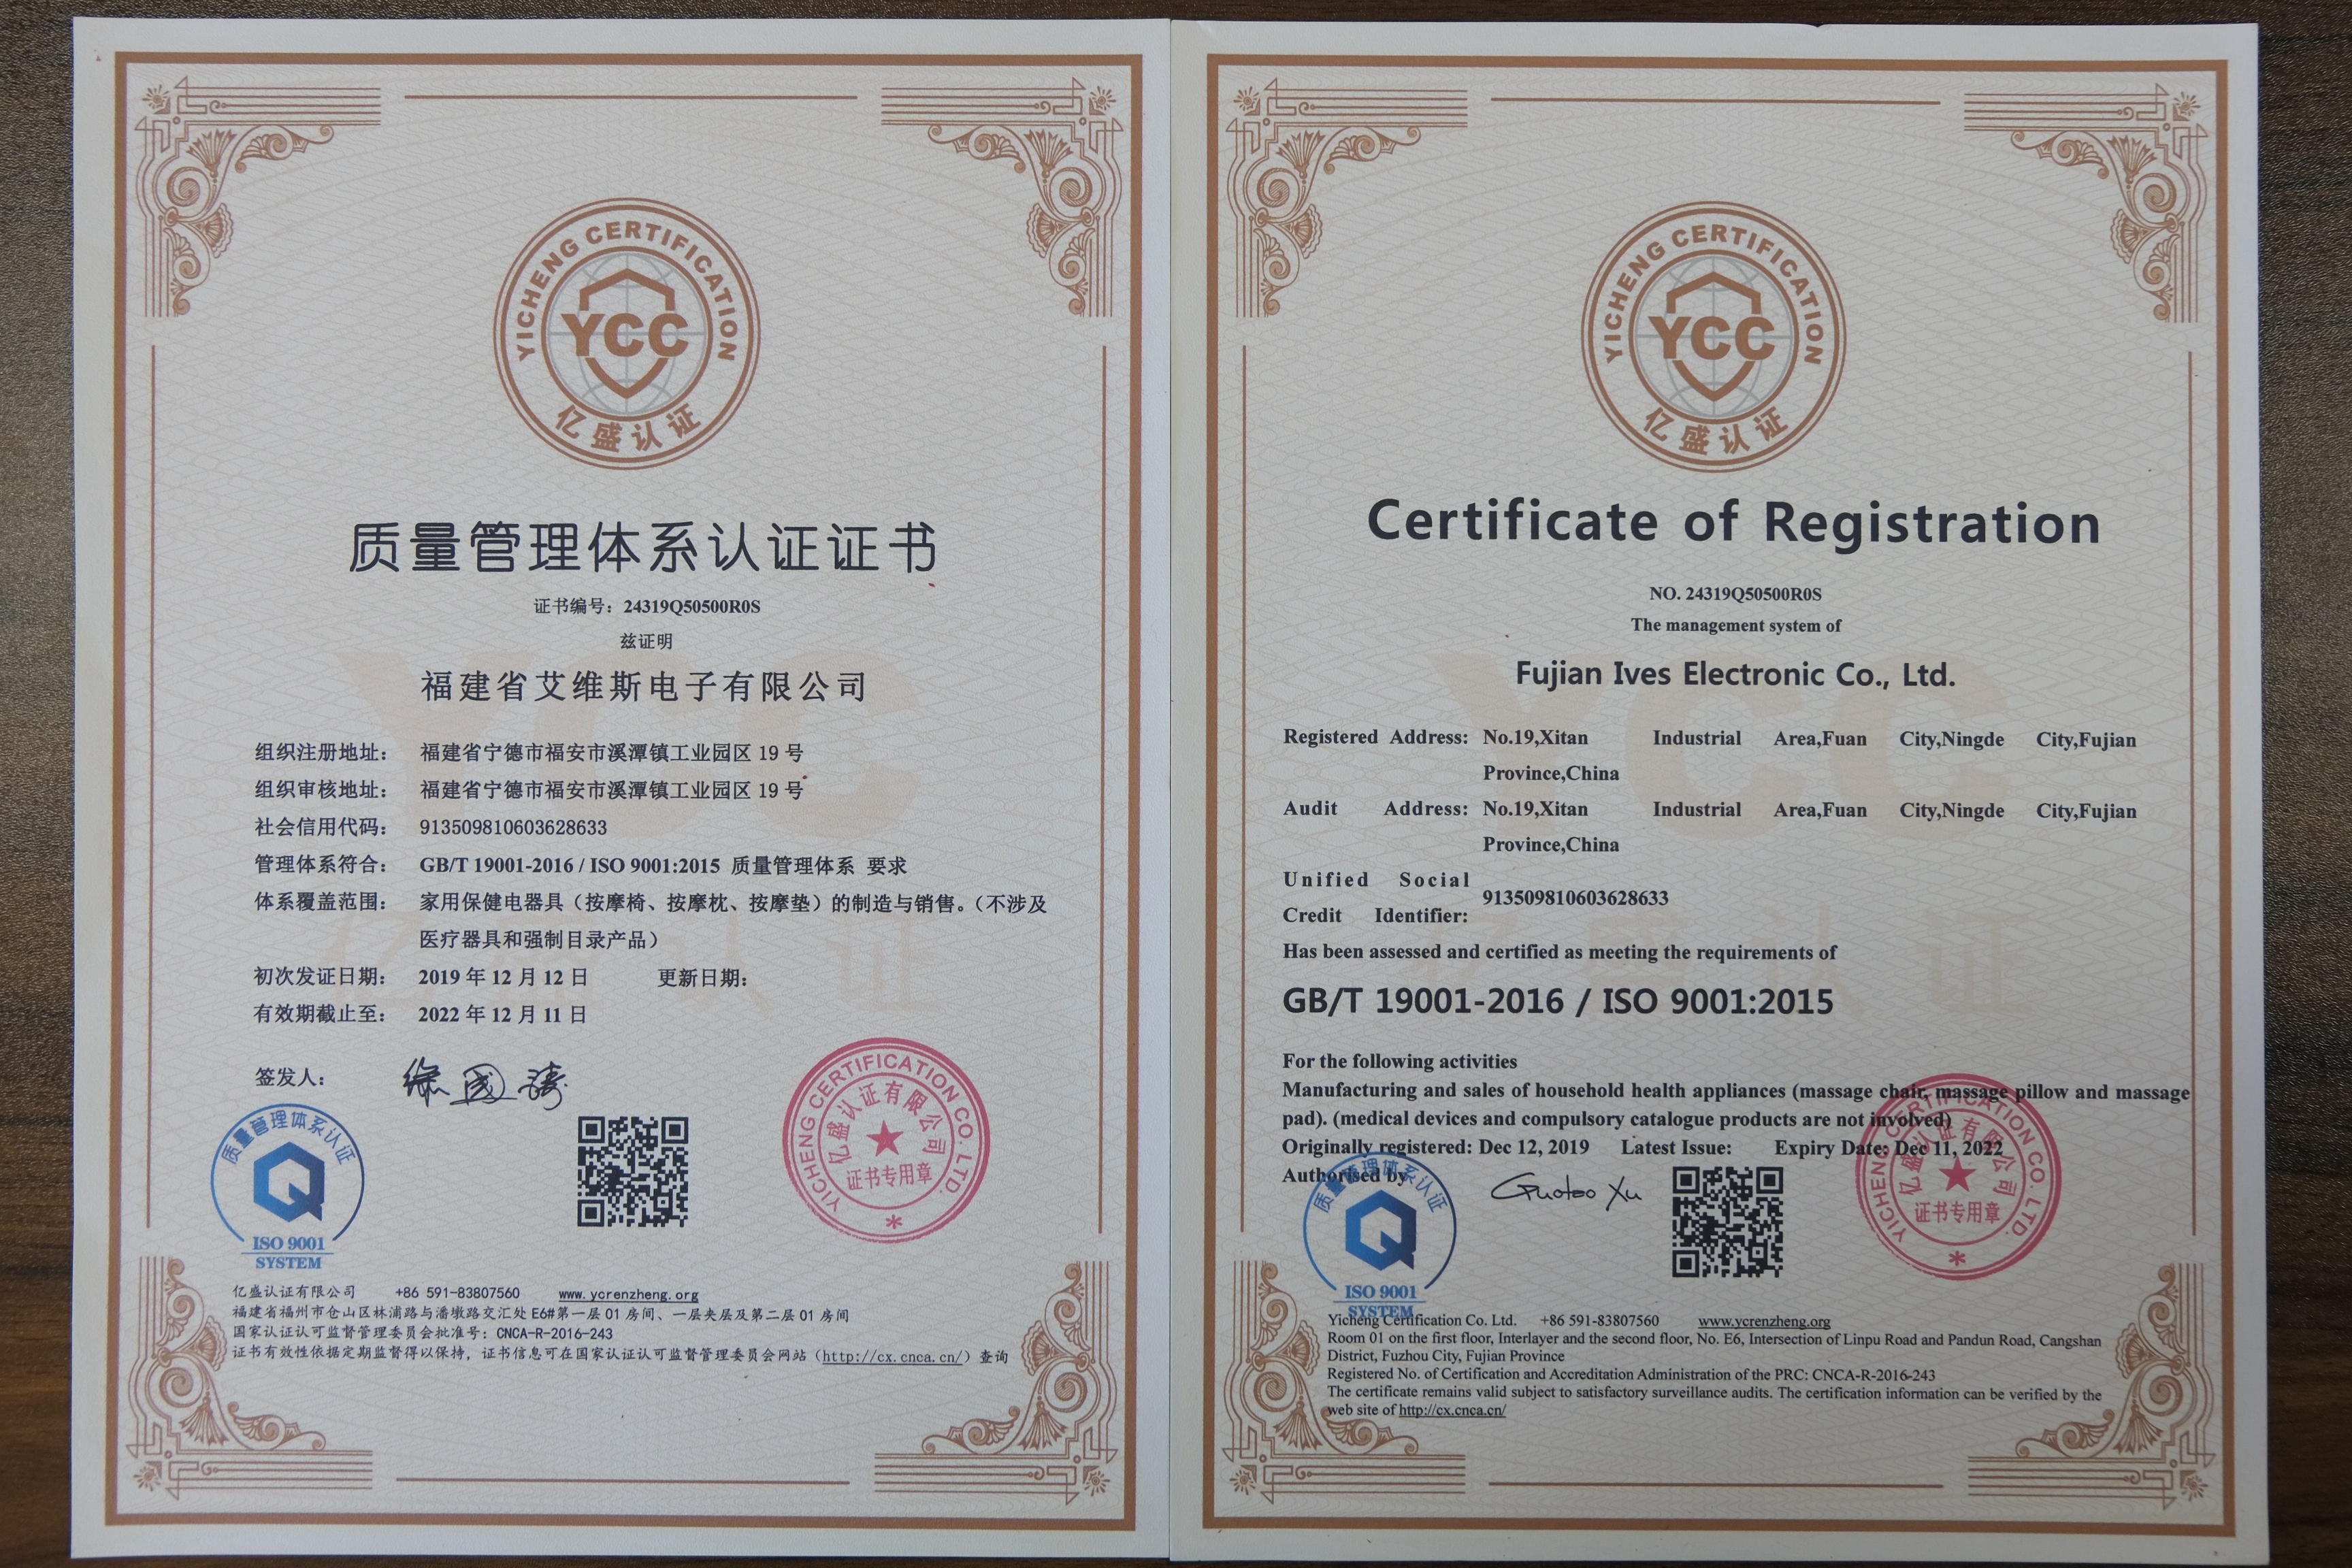 YICHENG CERTIFICATION
YCC
亿盛认证
质量管理体系认证证书
证书编号：24319Q50500R0S
兹证明
福建省艾维斯电子有限公司
组织注册地址： 福建省宁德市福安市溪潭镇工业园区 19 号
组织审核地址： 福建省宁德市福安市溪潭镇工业园区 19 号
社会信用代码： 913509810603628633
管理体系符合： GB/T 19001-2016 / ISO 9001:2015 质量管理体系 要求
体系覆盖范围： 家用保健电器具（按摩椅、按摩枕、按摩垫）的制造与销售。（不涉及
医疗器具和强制目录产品）
初次发证日期： 2019 年 12 月 12 日 更新日期：
有效期截止至： 2022 年 12 月 11 日
签发人： 徐国涛
质量管理体系认证
Q
ISO 9001
SYSTEM
YICHENG CERTIFICATION CO. LTD.
亿盛认证有限公司
证书专用章
亿盛认证有限公司 +86 591-83807560 www.ycrenzheng.org
福建省福州市仓山区林浦路与潘墩路交汇处 E6#第一层 01 房间、一层夹层及第二层 01 房间
国家认证认可监督管理委员会批准号：CNCA-R-2016-243
证书有效性依据定期监督得以保持，证书信息可在国家认证认可监督管理委员会网站（http://cx.cnca.cn/）查询
YICHENG CERTIFICATION
YCC
亿盛认证
Certificate of Registration
NO. 24319Q50500R0S
The management system of
Fujian Ives Electronic Co., Ltd.
Registered Address: No.19,Xitan Industrial Area,Fuan City,Ningde City,Fujian
Province,China
Audit Address: No.19,Xitan Industrial Area,Fuan City,Ningde City,Fujian
Province,China
Unified Social
Credit Identifier: 913509810603628633
Has been assessed and certified as meeting the requirements of
GB/T 19001-2016 / ISO 9001:2015
For the following activities
Manufacturing and sales of household health appliances (massage chair, massage pillow and massage
pad). (medical devices and compulsory catalogue products are not involved)
Originally registered: Dec 12, 2019 Latest Issue: Expiry Date: Dec 11, 2022
Authorised by Guotao Xu
质量管理体系认证
Q
ISO 9001
SYSTEM
YICHENG CERTIFICATION CO. LTD.
亿盛认证有限公司
证书专用章
Yicheng Certification Co. Ltd. +86 591-83807560 www.ycrenzheng.org
Room 01 on the first floor, Interlayer and the second floor, No. E6, Intersection of Linpu Road and Pandun Road, Cangshan
District, Fuzhou City, Fujian Province
Registered No. of Certification and Accreditation Administration of the PRC: CNCA-R-2016-243
The certificate remains valid subject to satisfactory surveillance audits. The certification information can be verified by the
web site of http://cx.cnca.cn/